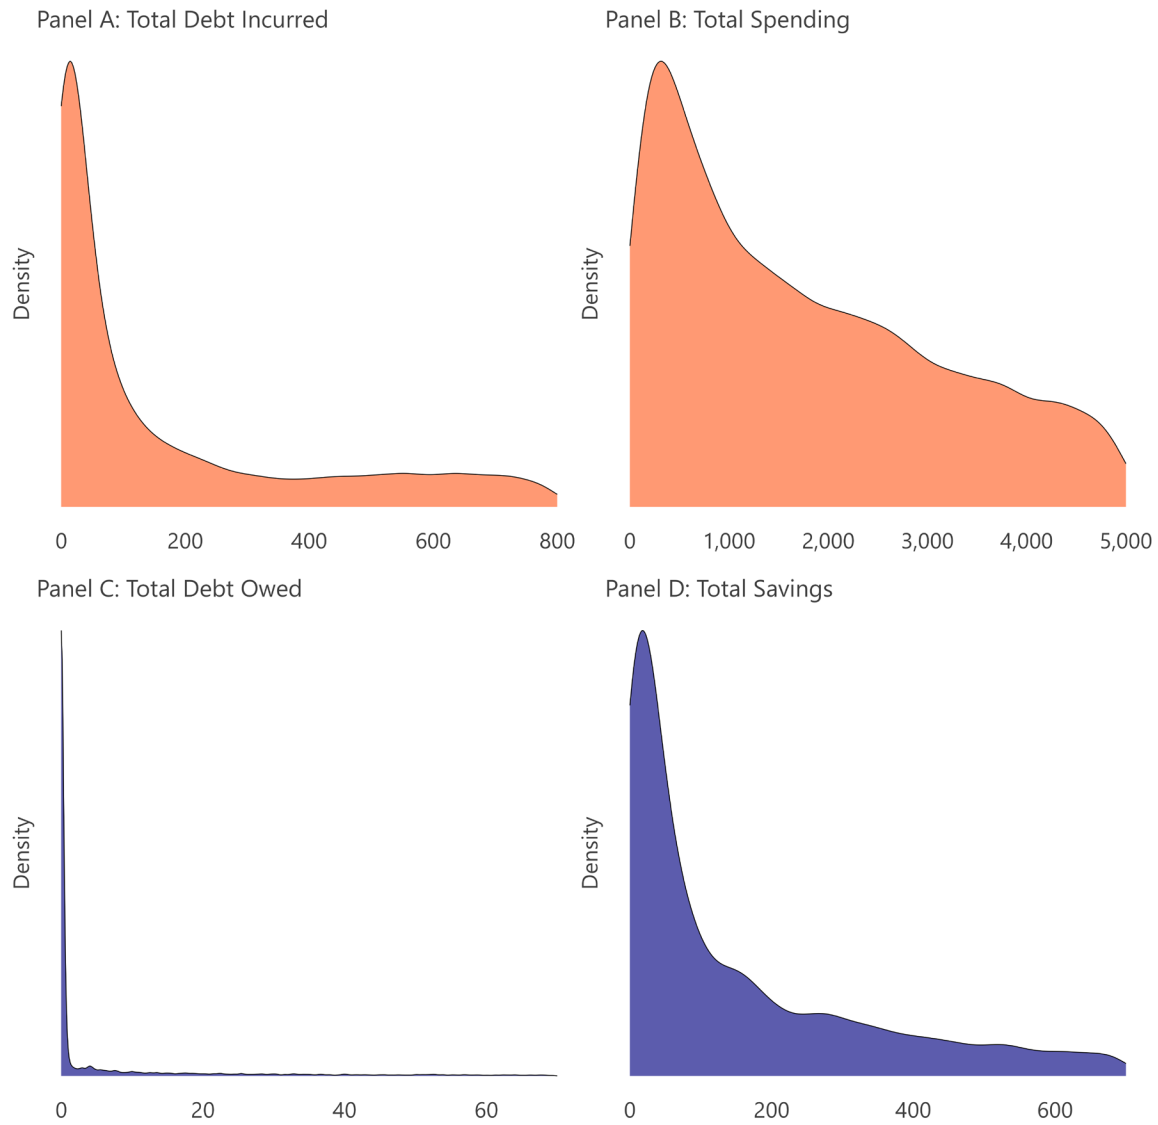 Panel A: Total Debt Incurred
Density
0 200 400 600 800
Panel B: Total Spending
Density
0 1,000 2,000 3,000 4,000 5,000
Panel C: Total Debt Owed
Density
0 20 40 60
Panel D: Total Savings
Density
0 200 400 600